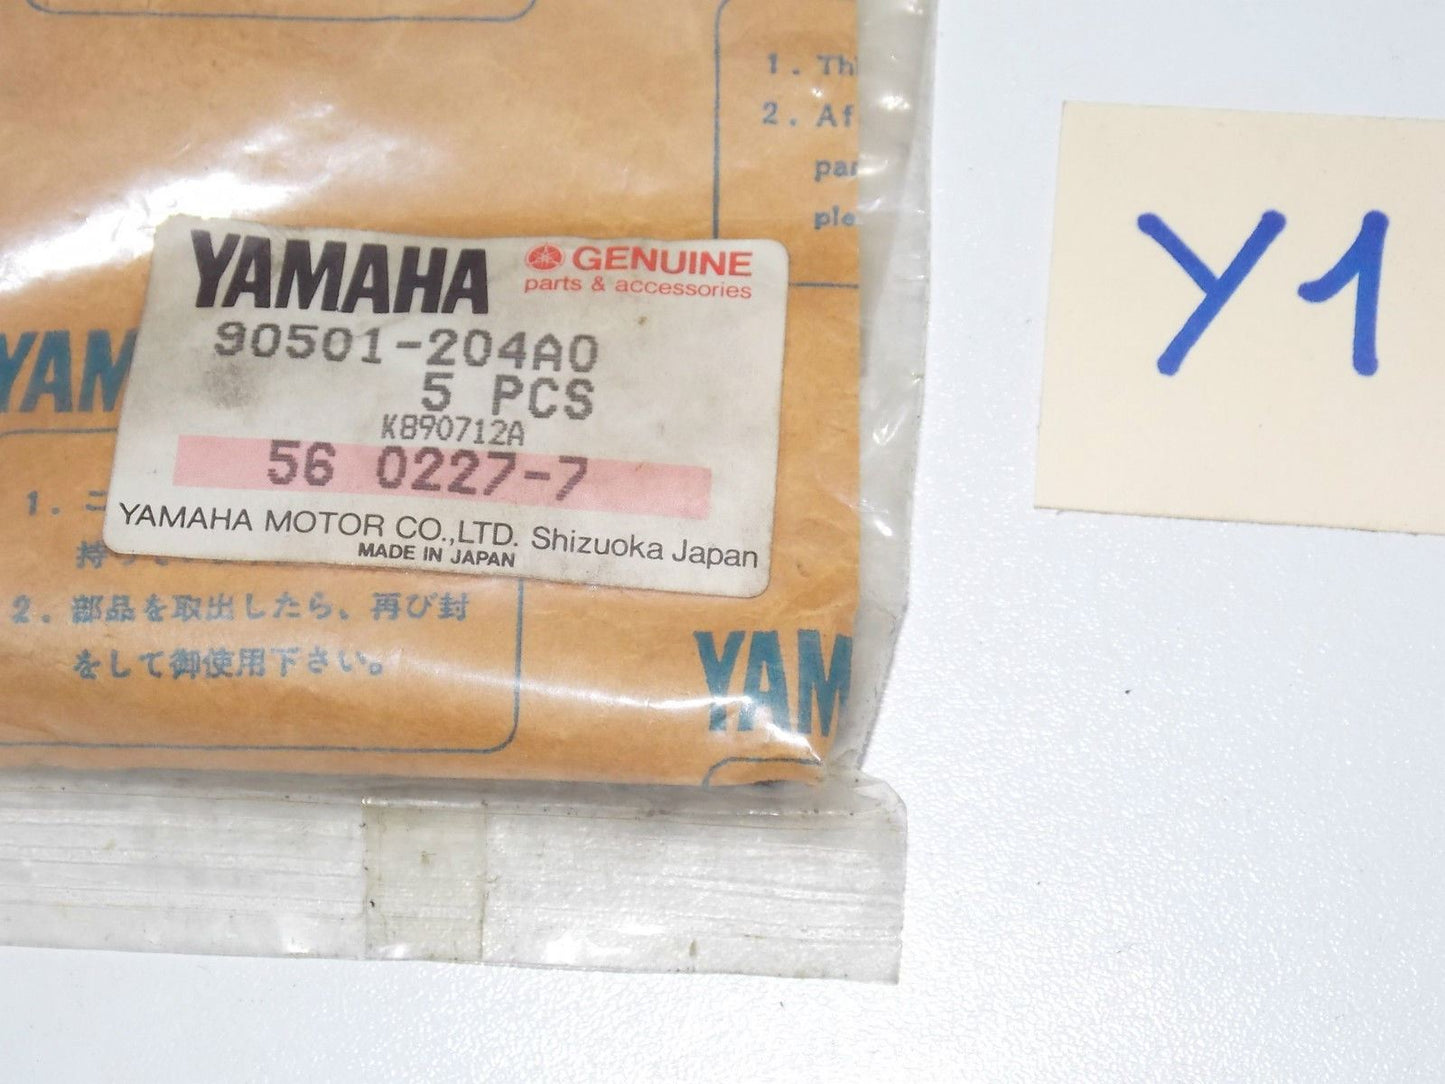 1. Th
2. Af
par
ple
YAMAHA
GENUINE
parts & accessories
90501-204A0
5 PCS
K890712A
56 0227-7
YAMAHA MOTOR CO.,LTD. Shizuoka Japan
MADE IN JAPAN
YAM
1.
持
2. 部品を取出したら、再び封
をして御使用下さい。
YAM
Y1